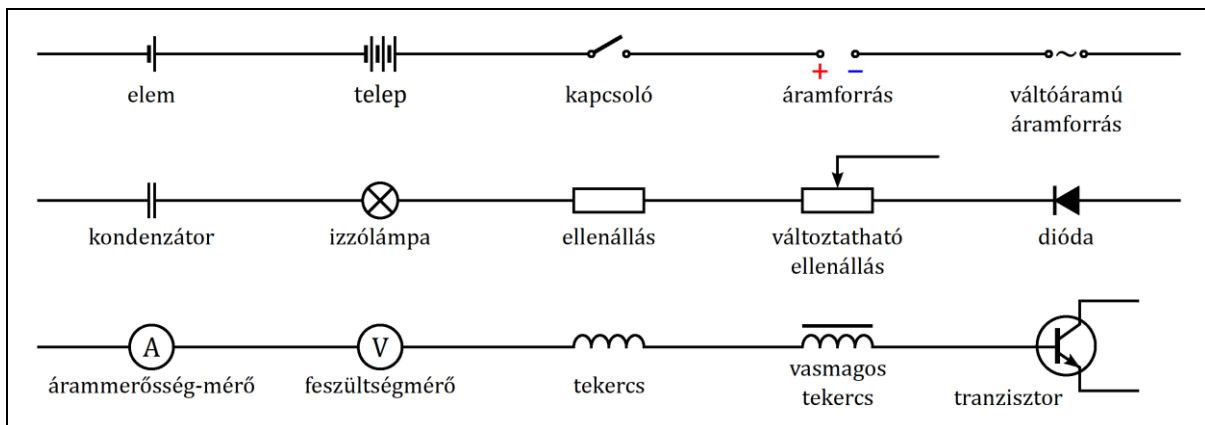 + − ~
elem telep kapcsoló áramforrás váltóáramú
áramforrás
kondenzátor izzólámpa ellenállás változtatható dióda
ellenállás
A V
árammerősség-mérő feszültségmérő tekercs vasmagos tranzisztor
tekercs